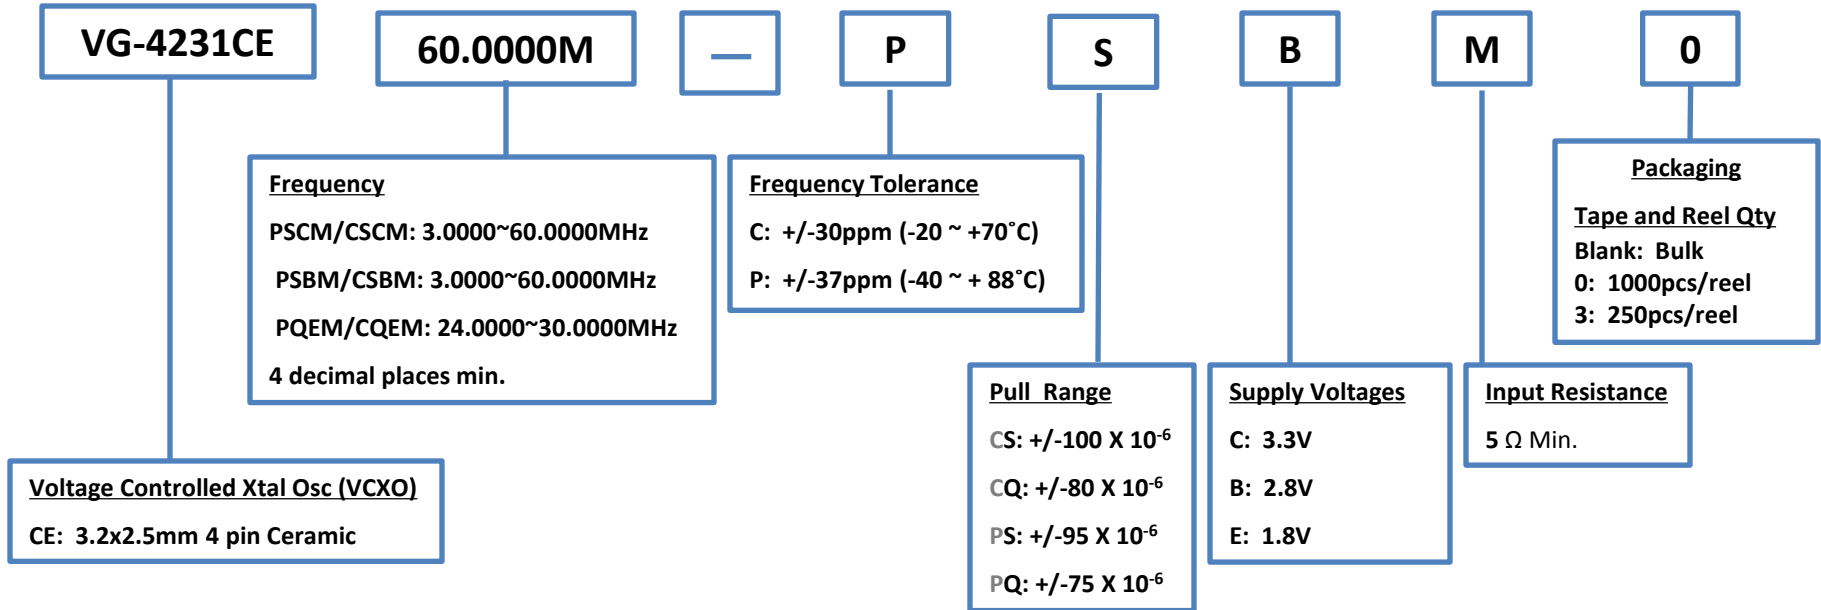 VG-4231CE
60.0000M
—
P
S
B
M
0
Frequency
PSCM/CSCM: 3.0000~60.0000MHz
PSBM/CSBM: 3.0000~60.0000MHz
PQEM/CQEM: 24.0000~30.0000MHz
4 decimal places min.
Frequency Tolerance
C: +/-30ppm (-20 ~ +70˚C)
P: +/-37ppm (-40 ~ + 88˚C)
Packaging
Tape and Reel Qty
Blank: Bulk
0: 1000pcs/reel
3: 250pcs/reel
Pull Range
CS: +/-100 X 10⁻⁶
CQ: +/-80 X 10⁻⁶
PS: +/-95 X 10⁻⁶
PQ: +/-75 X 10⁻⁶
Supply Voltages
C: 3.3V
B: 2.8V
E: 1.8V
Input Resistance
5 Ω Min.
Voltage Controlled Xtal Osc (VCXO)
CE: 3.2x2.5mm 4 pin Ceramic